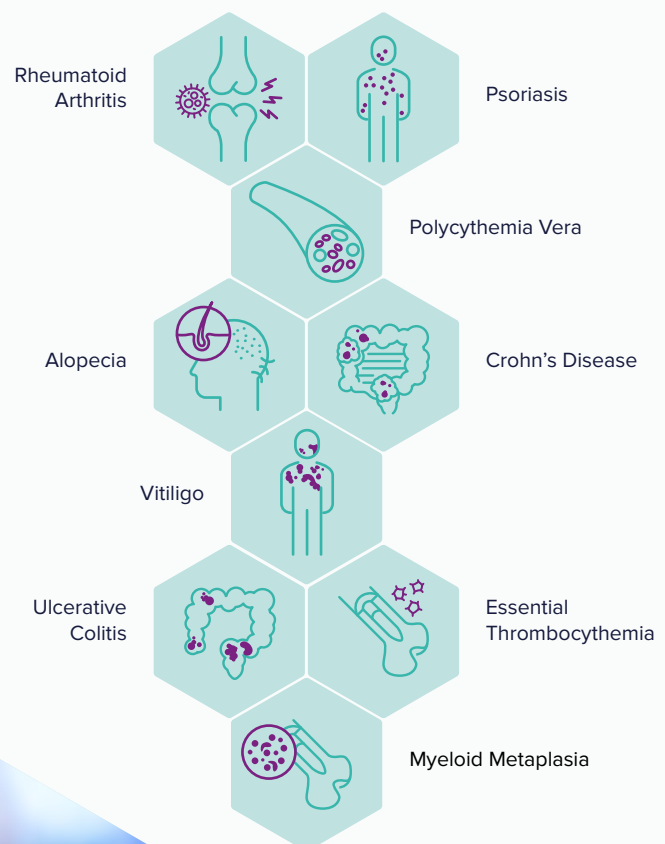 Rheumatoid
Arthritis
Psoriasis
Polycythemia Vera
Alopecia
Crohn’s Disease
Vitiligo
Ulcerative
Colitis
Essential
Thrombocythemia
Myeloid Metaplasia